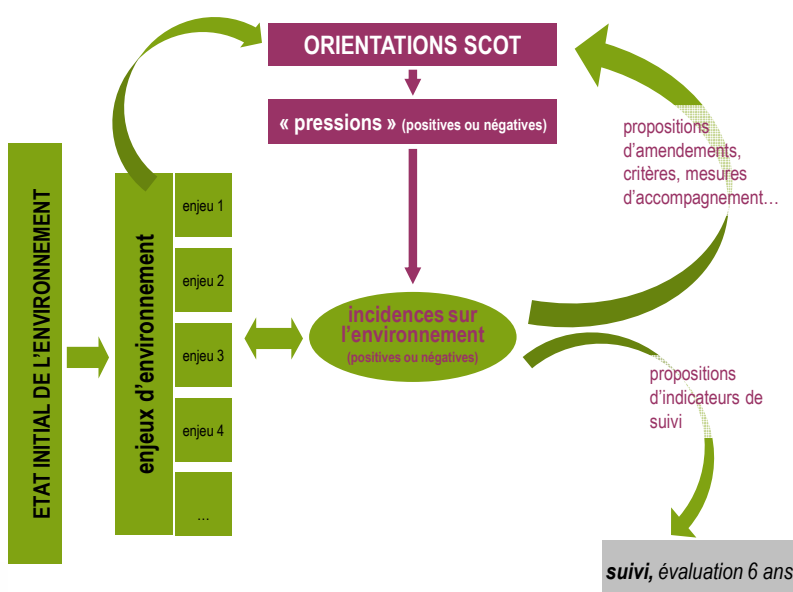 ORIENTATIONS SCOT
« pressions » (positives ou négatives)
propositions
d’amendements,
critères, mesures
d’accompagnement…
ETAT INITIAL DE L’ENVIRONNEMENT
enjeux d’environnement
enjeu 1
enjeu 2
enjeu 3
enjeu 4
…
incidences sur
l’environnement
(positives ou négatives)
propositions
d’indicateurs de
suivi
suivi, évaluation 6 ans